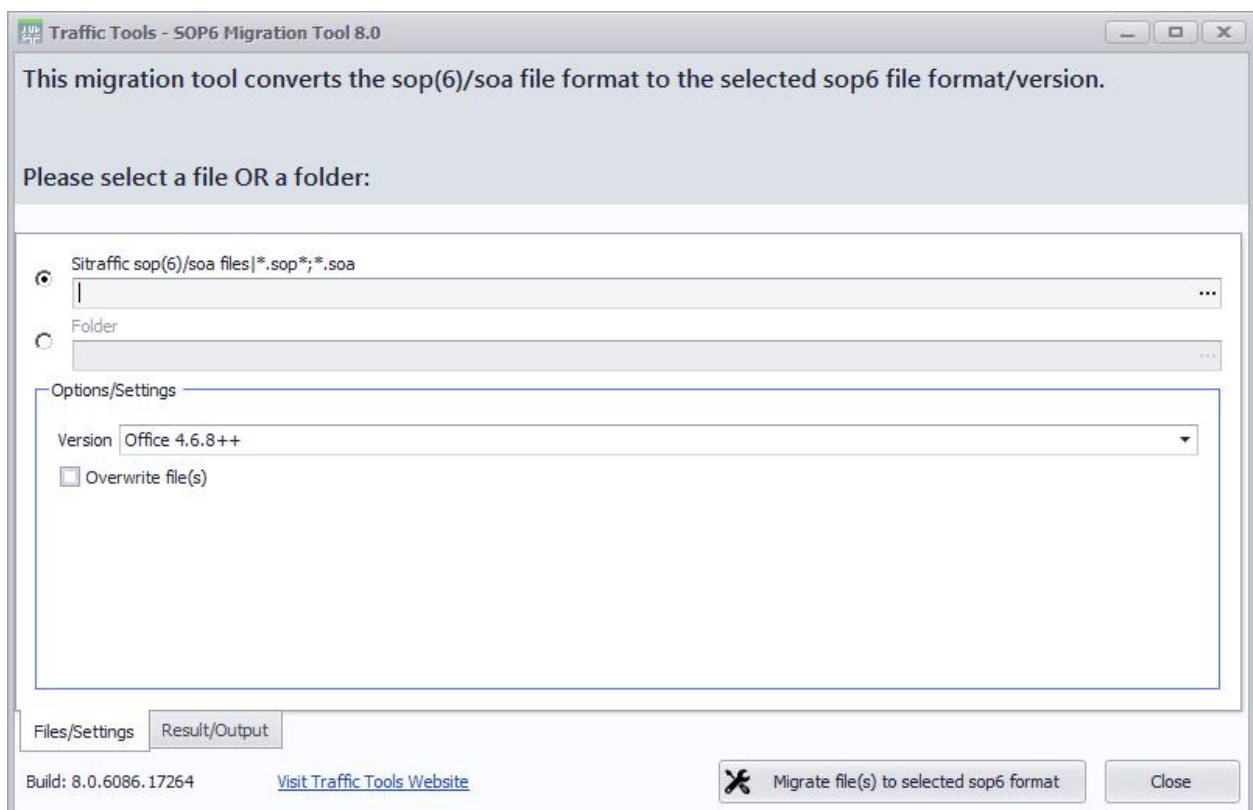 Traffic Tools - SOP6 Migration Tool 8.0
This migration tool converts the sop(6)/soa file format to the selected sop6 file format/version.
Please select a file OR a folder:
Sitraffic sop(6)/soa files|*.sop*;*.soa
...
Folder
...
Options/Settings
Version Office 4.6.8++
Overwrite file(s)
Files/Settings Result/Output
Build: 8.0.6086.17264 Visit Traffic Tools Website Migrate file(s) to selected sop6 format Close